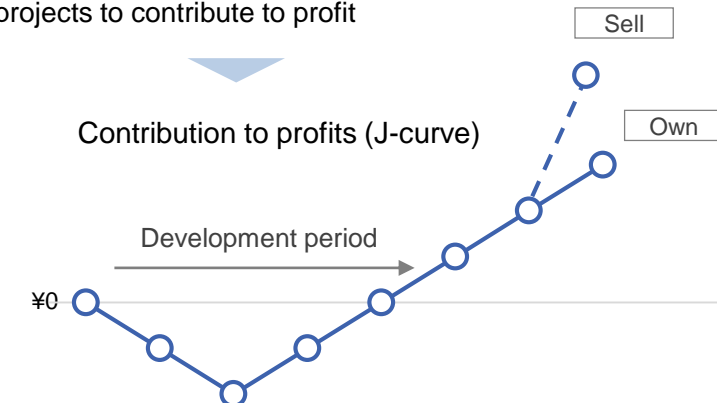 projects to contribute to profit
Sell
Contribution to profits (J-curve)
Own
Development period
¥0